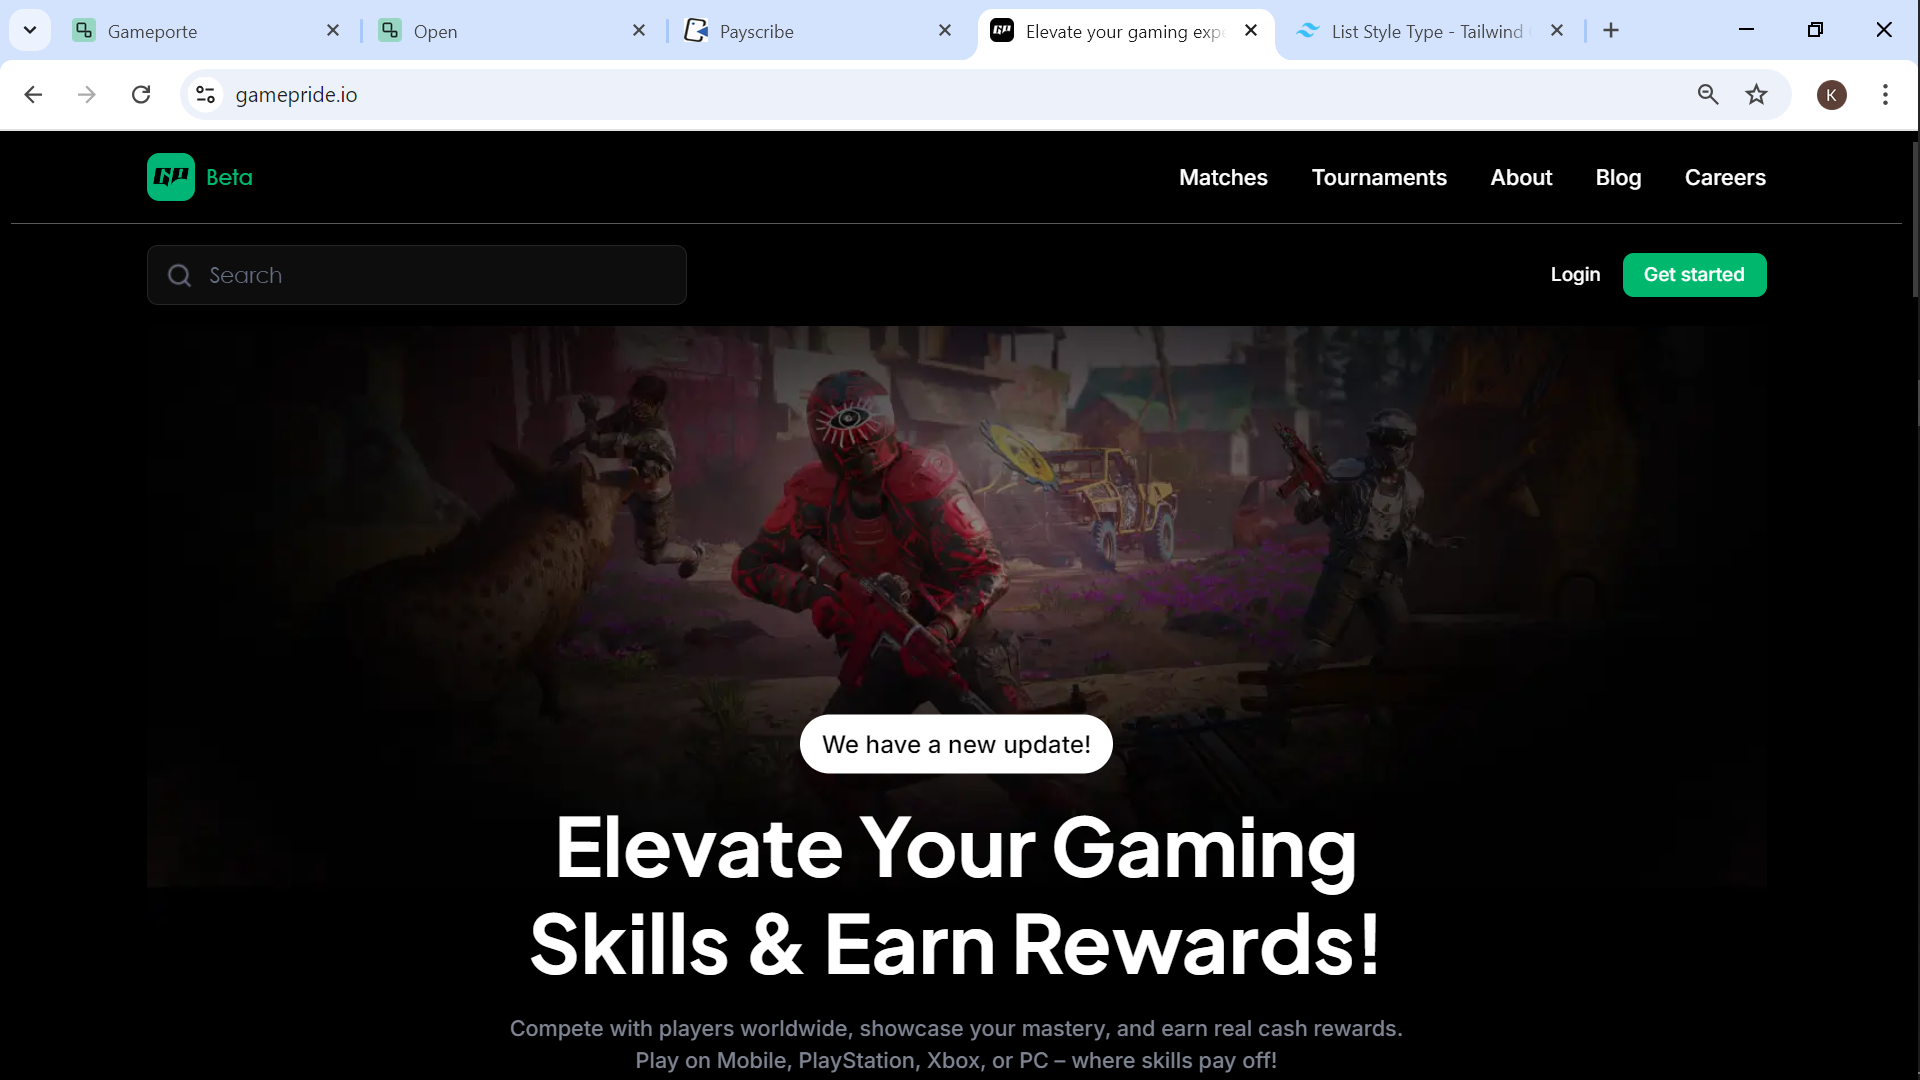 Gameporte
Open
Payscribe
Elevate your gaming exp
List Style Type - Tailwind
gamepride.io
K
GP Beta
Matches
Tournaments
About
Blog
Careers
Search
Login
Get started
We have a new update!
Elevate Your Gaming
Skills & Earn Rewards!
Compete with players worldwide, showcase your mastery, and earn real cash rewards.
Play on Mobile, PlayStation, Xbox, or PC – where skills pay off!